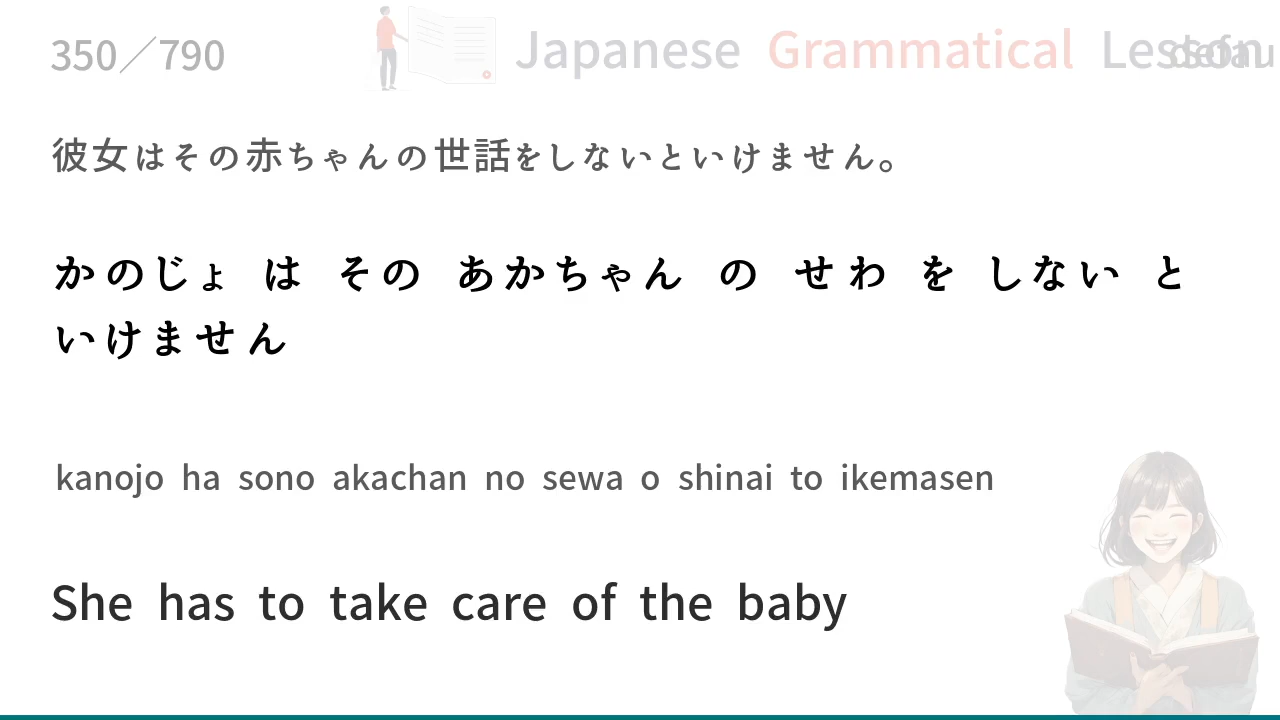 350／790
Japanese Grammatical Lesson
彼女はその赤ちゃんの世話をしないといけません。
かのじょ は その あかちゃん の せわ を しない と
いけません
kanojo ha sono akachan no sewa o shinai to ikemasen
She has to take care of the baby